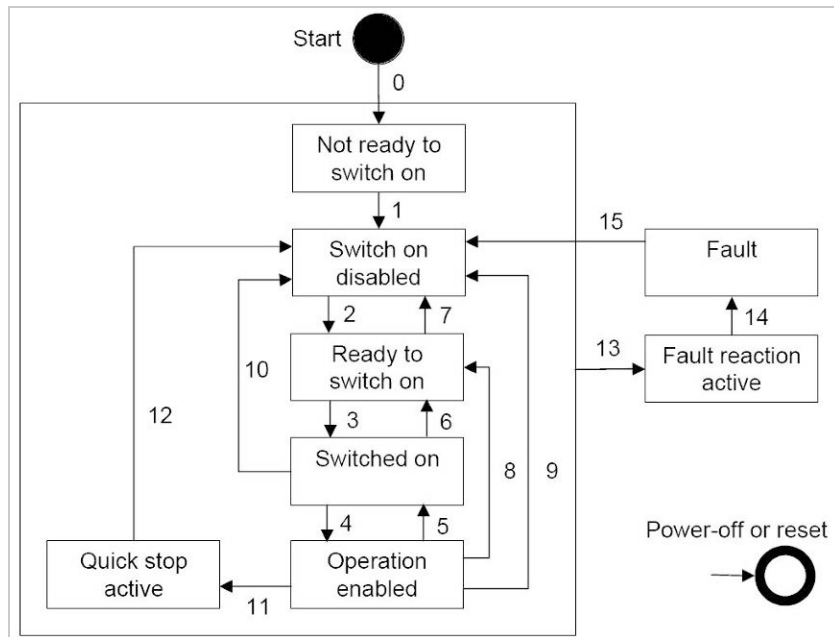 Start
0
Not ready to
switch on
1
15
Switch on
disabled
Fault
2
7
14
10
Ready to
switch on
13
Fault reaction
active
12
3
6
Switched on
8
9
4
5
Power-off or reset
Quick stop
active
Operation
enabled
11